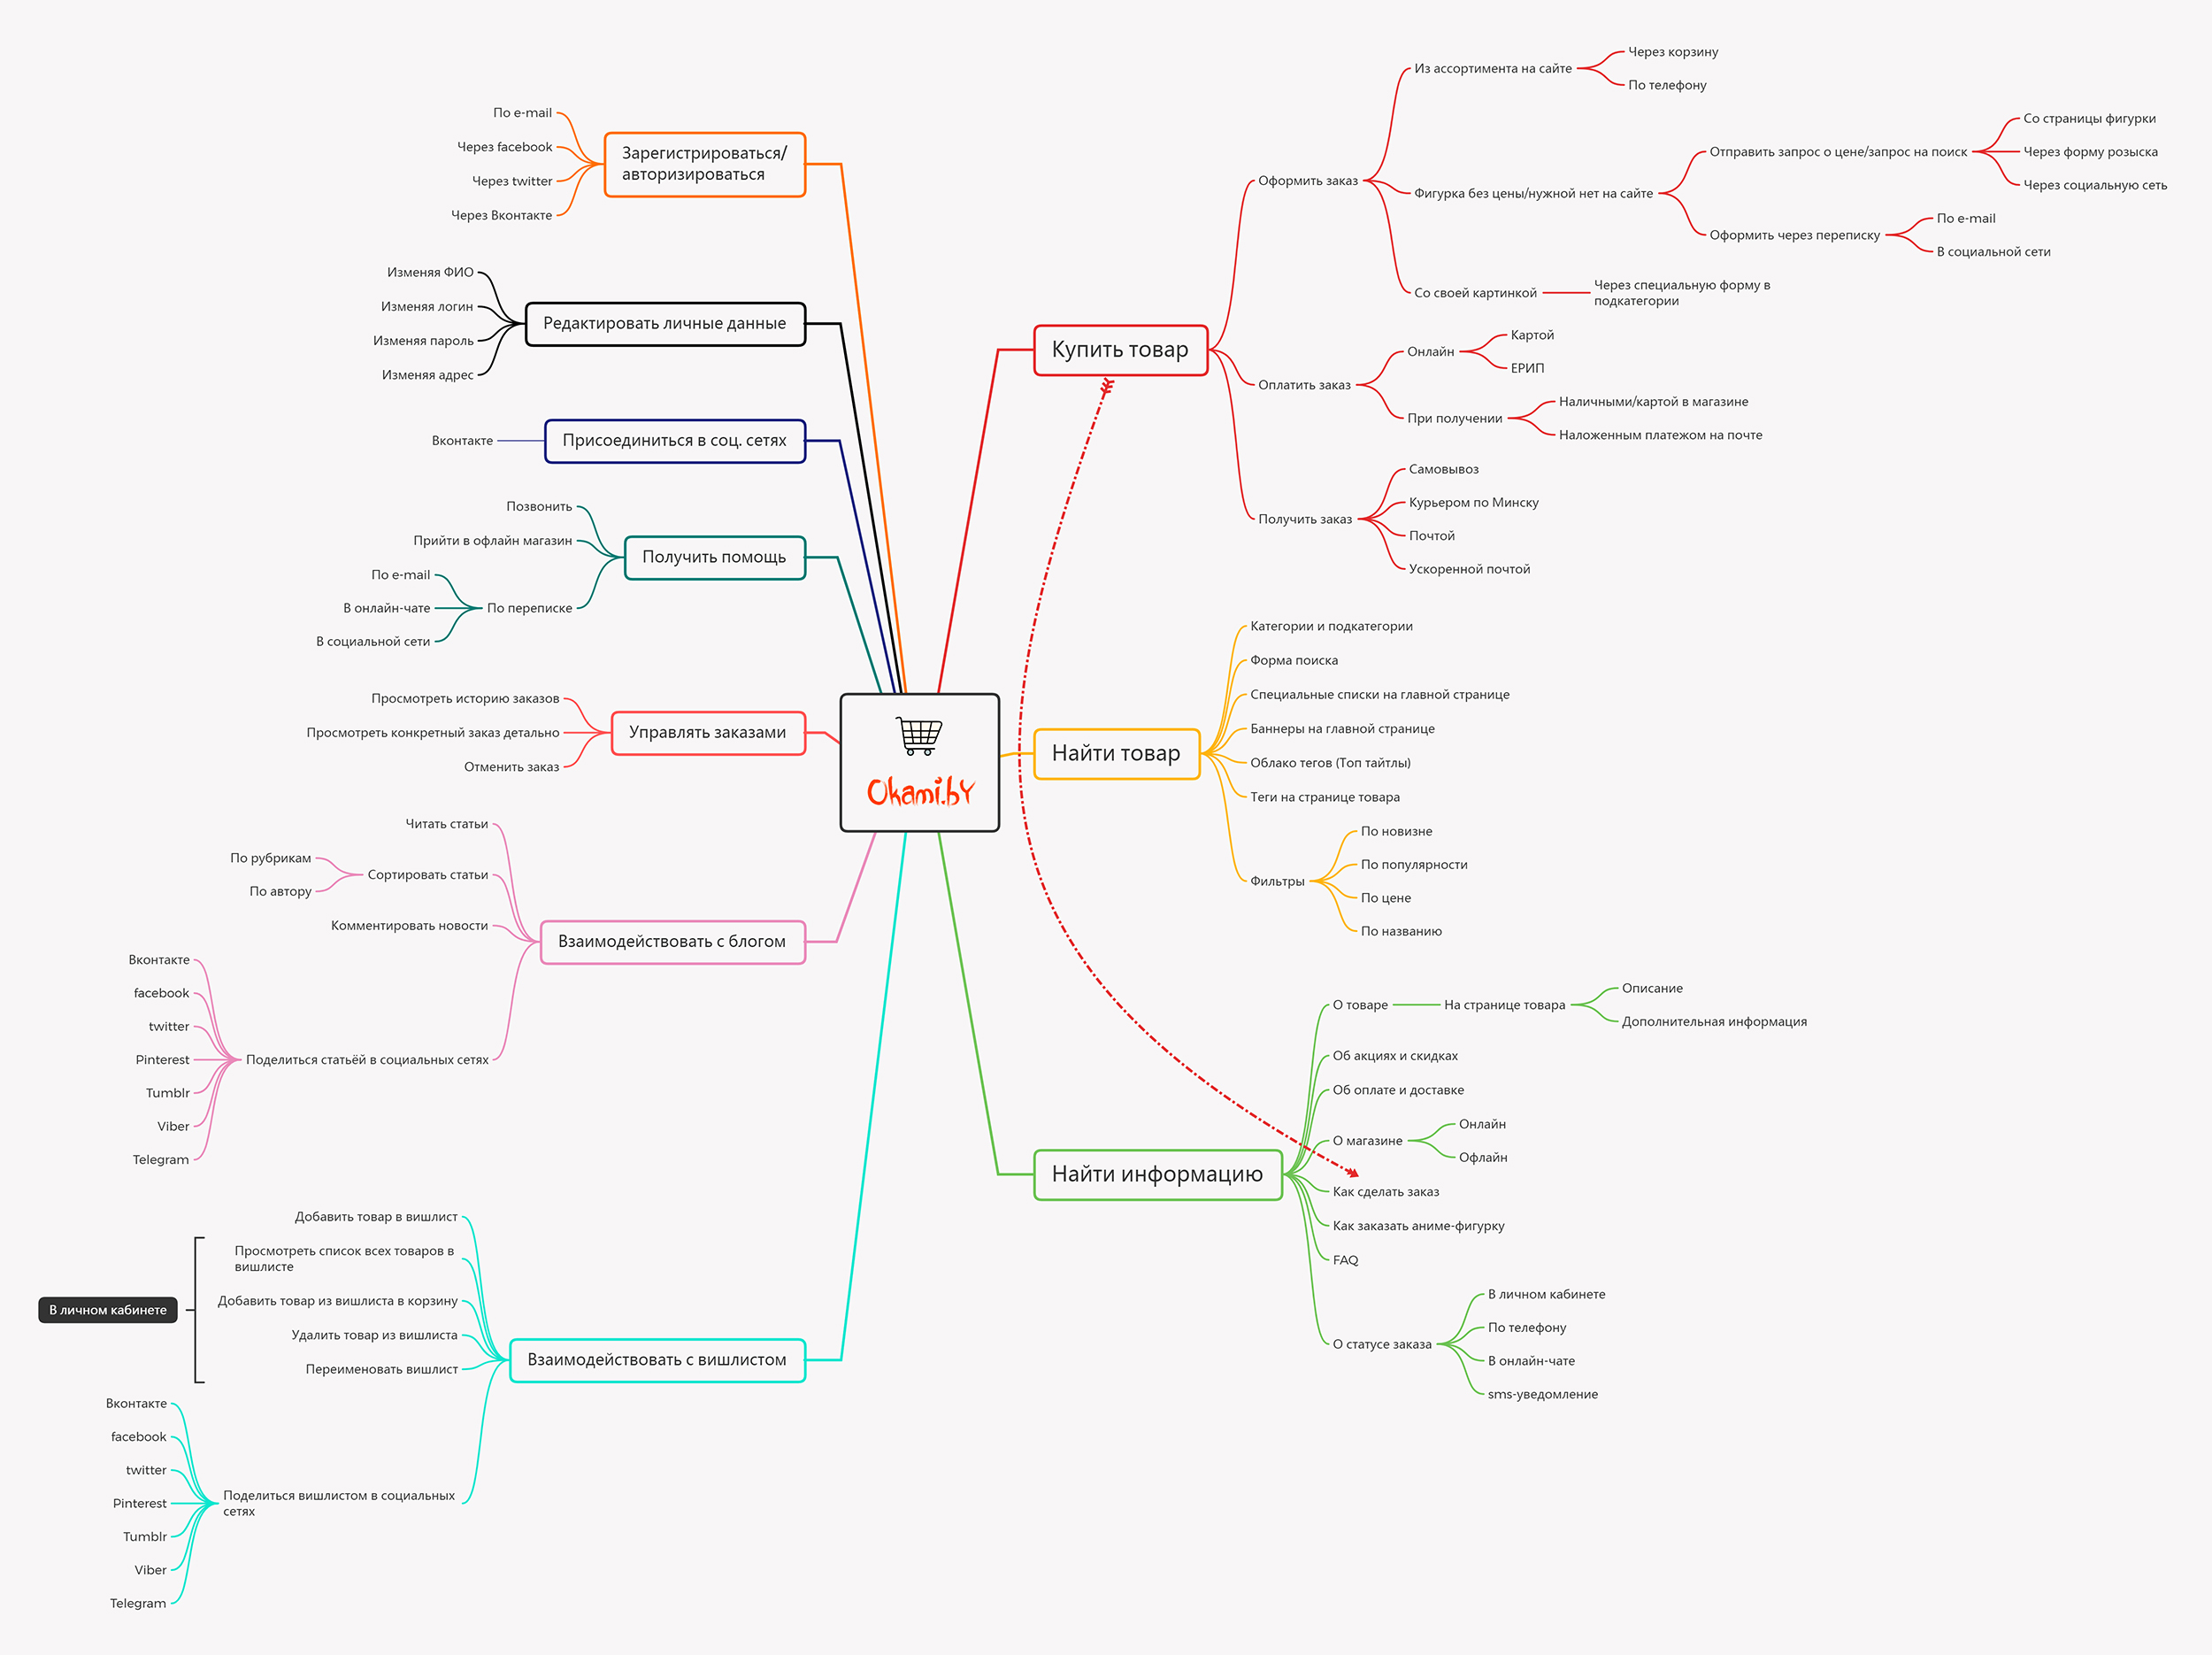 Okami.by
Купить товар
Оформить заказ
Из ассортимента на сайте
Через корзину
По телефону
Фигурка без цены/нужной нет на сайте
Отправить запрос о цене/запрос на поиск
Со страницы фигурки
Через форму розыска
Через социальную сеть
Оформить через переписку
По e-mail
В социальной сети
Со своей картинкой
Через специальную форму в
подкатегории
Оплатить заказ
Онлайн
Картой
ЕРИП
При получении
Наличными/картой в магазине
Наложенным платежом на почте
Получить заказ
Самовывоз
Курьером по Минску
Почтой
Ускоренной почтой
Найти товар
Категории и подкатегории
Форма поиска
Специальные списки на главной странице
Баннеры на главной странице
Облако тегов (Топ тайтлы)
Теги на странице товара
Фильтры
По новизне
По популярности
По цене
По названию
Найти информацию
О товаре
На странице товара
Описание
Дополнительная информация
Об акциях и скидках
Об оплате и доставке
О магазине
Онлайн
Офлайн
Как сделать заказ
Как заказать аниме-фигурку
FAQ
О статусе заказа
В личном кабинете
По телефону
В онлайн-чате
sms-уведомление
Зарегистрироваться/
авторизироваться
По e-mail
Через facebook
Через twitter
Через Вконтакте
Редактировать личные данные
Изменяя ФИО
Изменяя логин
Изменяя пароль
Изменяя адрес
Присоединиться в соц. сетях
Вконтакте
Получить помощь
Позвонить
Прийти в офлайн магазин
По переписке
По e-mail
В онлайн-чате
В социальной сети
Управлять заказами
Просмотреть историю заказов
Просмотреть конкретный заказ детально
Отменить заказ
Взаимодействовать с блогом
Читать статьи
Сортировать статьи
По рубрикам
По автору
Комментировать новости
Поделиться статьёй в социальных сетях
Вконтакте
facebook
twitter
Pinterest
Tumblr
Viber
Telegram
Взаимодействовать с вишлистом
Добавить товар в вишлист
Просмотреть список всех товаров в
вишлисте
Добавить товар из вишлиста в корзину
Удалить товар из вишлиста
Переименовать вишлист
В личном кабинете
Поделиться вишлистом в социальных
сетях
Вконтакте
facebook
twitter
Pinterest
Tumblr
Viber
Telegram